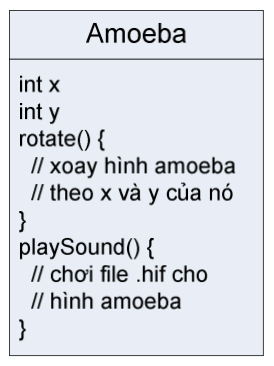 Amoeba
int x
int y
rotate() {
// xoay hình amoeba
// theo x và y của nó
}
playSound() {
// chơi file .hif cho
// hình amoeba
}